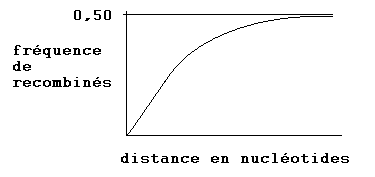 0,50
fréquence
de
recombinés
distance en nucléotides